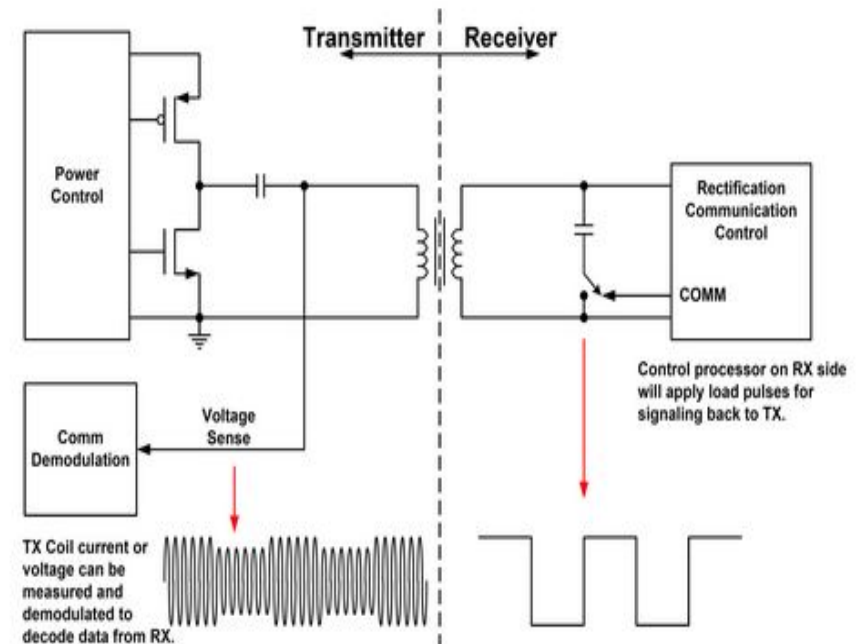 Transmitter
Receiver
Power
Control
Rectification
Communication
Control
COMM
Control processor on RX side
will apply load pulses for
signaling back to TX.
Voltage
Sense
Comm
Demodulation
TX Coil current or
voltage can be
measured and
demodulated to
decode data from RX.